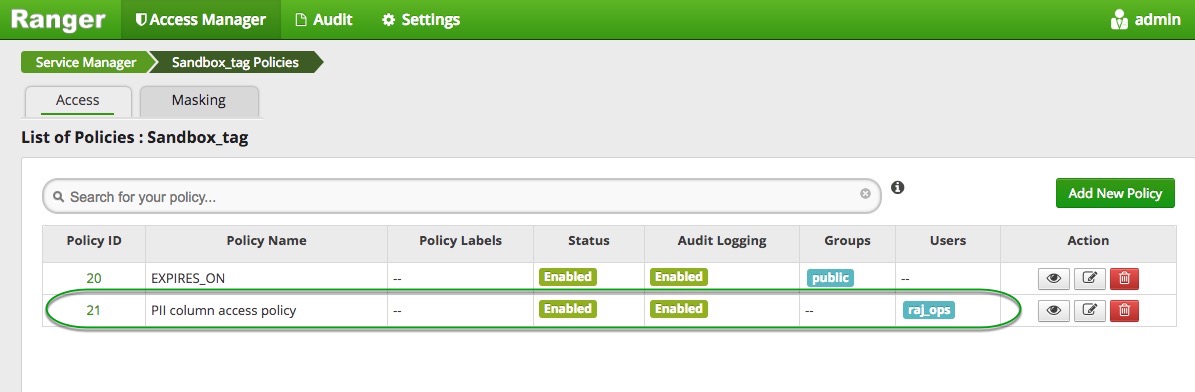 Ranger Access Manager Audit Settings admin
Service Manager Sandbox_tag Policies
Access Masking
List of Policies : Sandbox_tag
Search for your policy... Add New Policy
Policy ID Policy Name Policy Labels Status Audit Logging Groups Users Action
20 EXPIRES_ON -- Enabled Enabled public --
21 PII column access policy -- Enabled Enabled -- raj_ops